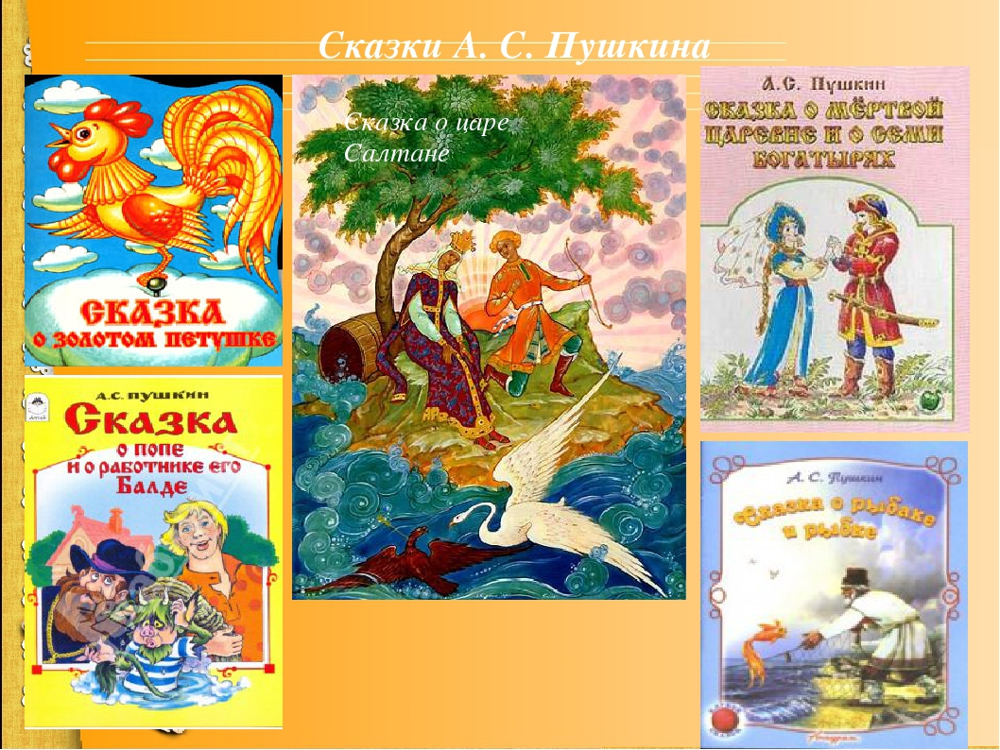 Сказки А. С. Пушкина
СКАЗКА
О ЗОЛОТОМ ПЕТУШКЕ
Сказка о царе
Салтане
А.С. Пушкин
СКАЗКА О МЁРТВОЙ
ЦАРЕВНЕ И О СЕМИ
БОГАТЫРЯХ
А.С. ПУШКИН
Сказка
О ПОПЕ
И О РАБОТНИКЕ ЕГО
БАЛДЕ
А. С. Пушкин
Сказка о рыбаке
и рыбке